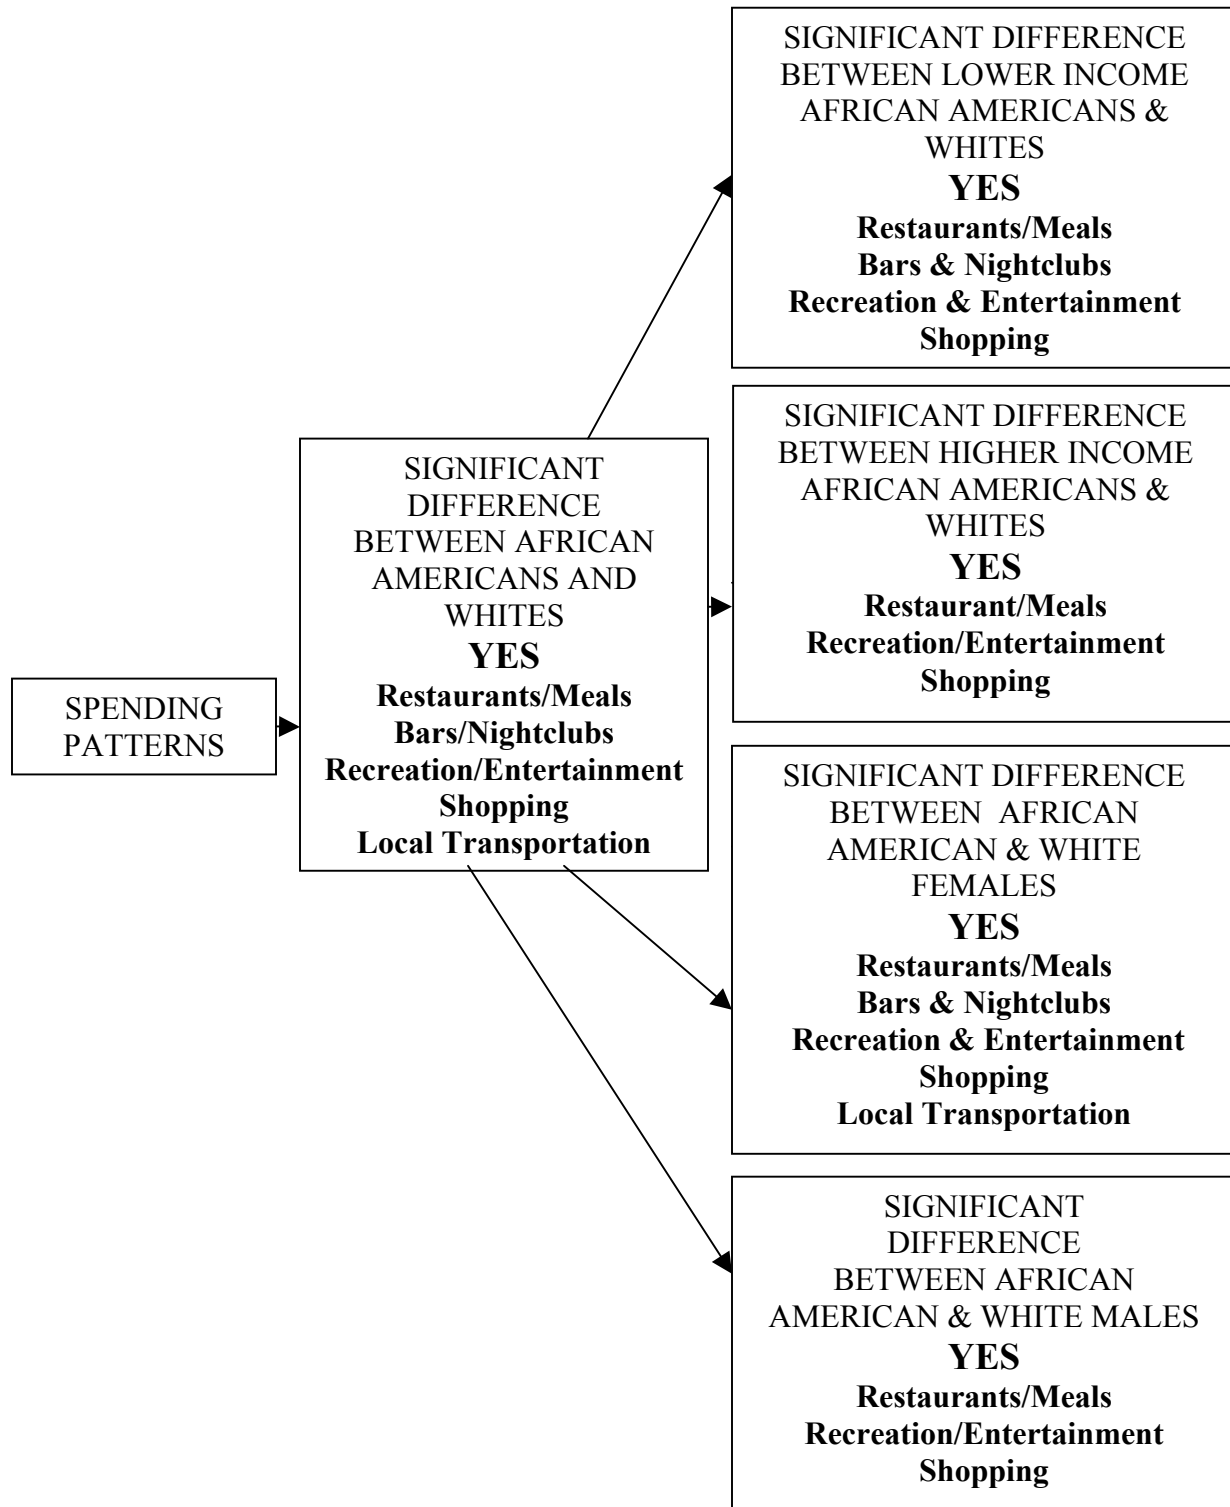 SPENDING
PATTERNS
SIGNIFICANT
DIFFERENCE
BETWEEN AFRICAN
AMERICANS AND
WHITES
YES
Restaurants/Meals
Bars/Nightclubs
Recreation/Entertainment
Shopping
Local Transportation
SIGNIFICANT DIFFERENCE
BETWEEN LOWER INCOME
AFRICAN AMERICANS &
WHITES
YES
Restaurants/Meals
Bars & Nightclubs
Recreation & Entertainment
Shopping
SIGNIFICANT DIFFERENCE
BETWEEN HIGHER INCOME
AFRICAN AMERICANS &
WHITES
YES
Restaurant/Meals
Recreation/Entertainment
Shopping
SIGNIFICANT DIFFERENCE
BETWEEN AFRICAN
AMERICAN & WHITE
FEMALES
YES
Restaurants/Meals
Bars & Nightclubs
Recreation & Entertainment
Shopping
Local Transportation
SIGNIFICANT
DIFFERENCE
BETWEEN AFRICAN
AMERICAN & WHITE MALES
YES
Restaurants/Meals
Recreation/Entertainment
Shopping